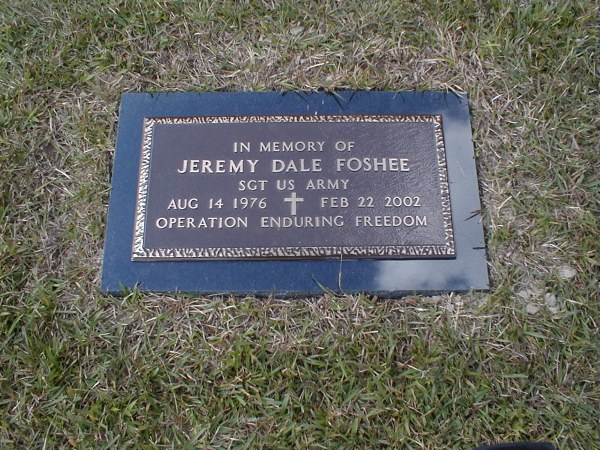 IN MEMORY OF
JEREMY DALE FOSHEE
SGT US ARMY
AUG 14 1976 FEB 22 2002
OPERATION ENDURING FREEDOM